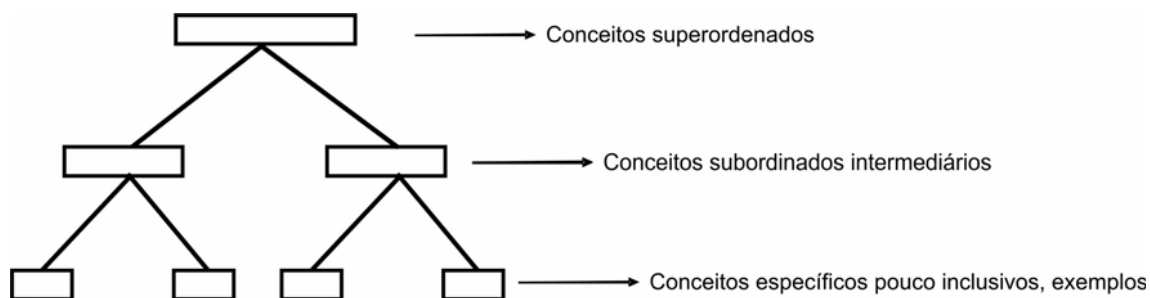 Conceitos superordenados
Conceitos subordinados intermediários
Conceitos específicos pouco inclusivos, exemplos